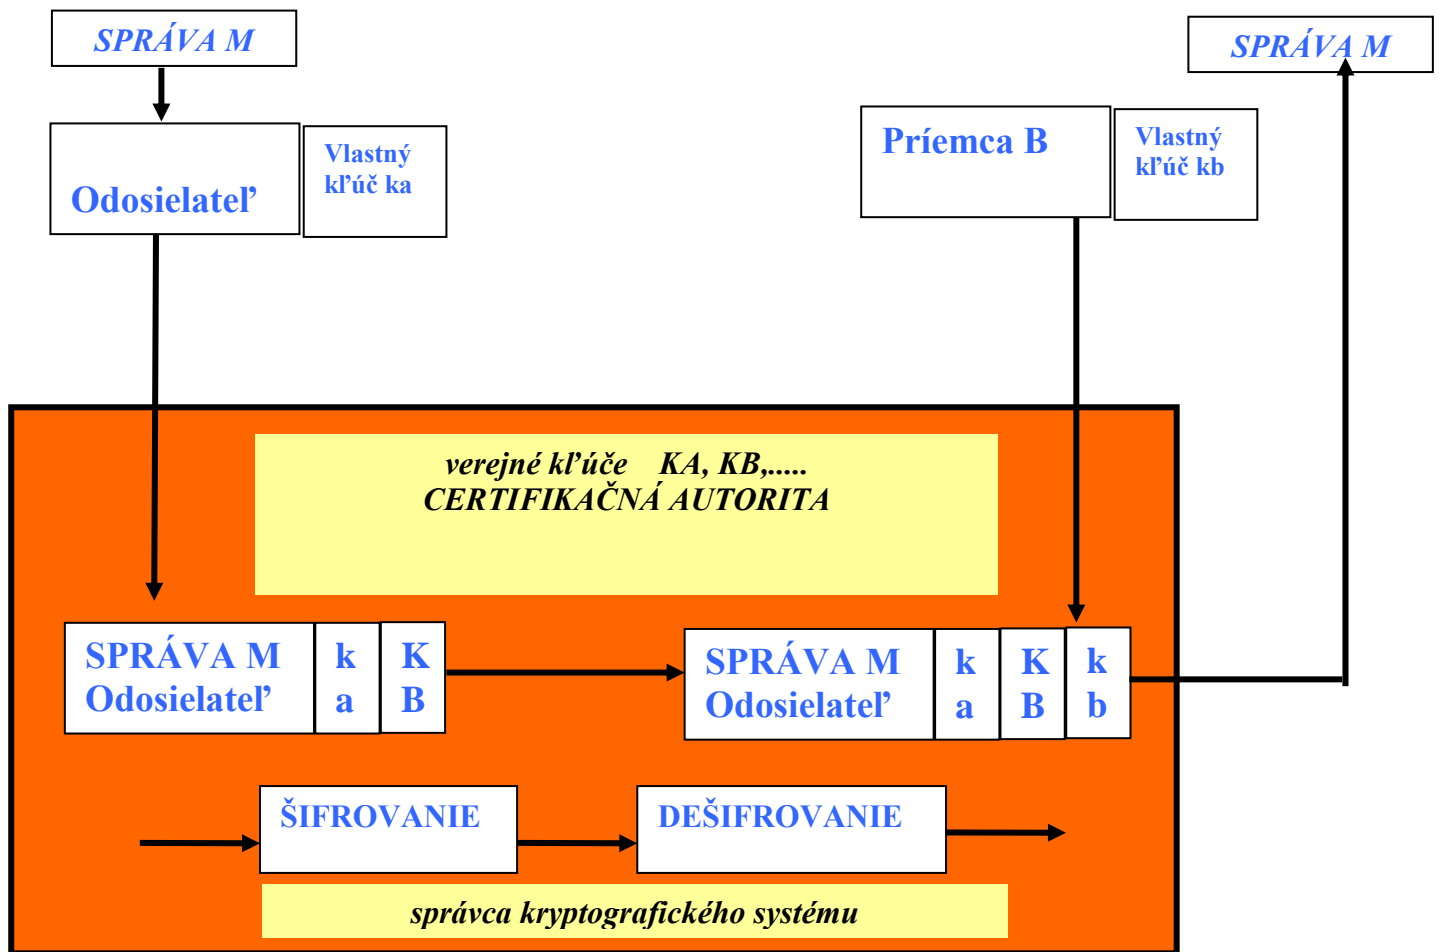 SPRÁVA M
SPRÁVA M
Odosielateľ
Vlastný
kľúč ka
Príemca B
Vlastný
kľúč kb
verejné kľúče KA, KB,.....
CERTIFIKAČNÁ AUTORITA
SPRÁVA M
Odosielateľ
k
a
K
B
SPRÁVA M
Odosielateľ
k
a
K
B
k
b
ŠIFROVANIE
DEŠIFROVANIE
správca kryptografického systému